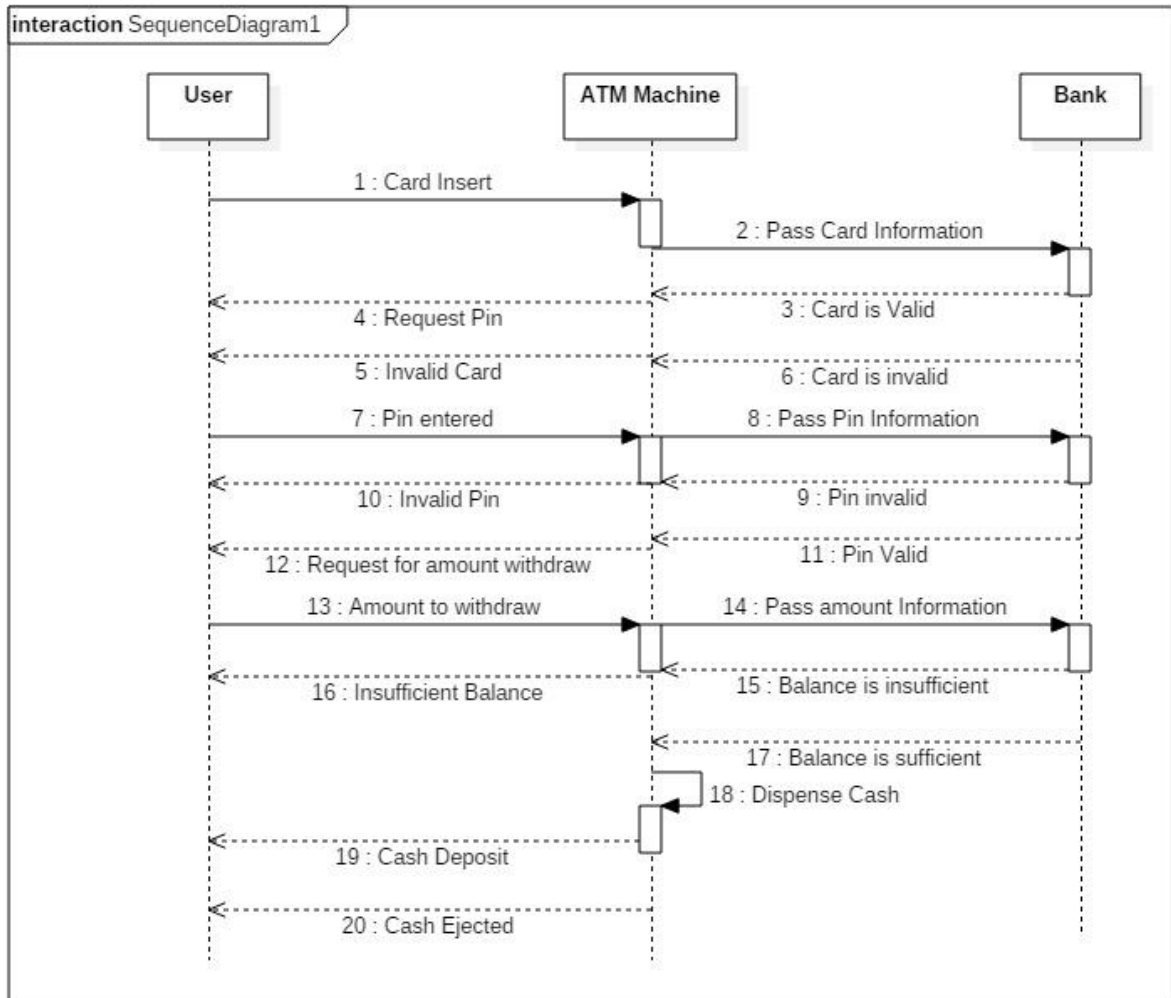 interaction SequenceDiagram1
User
ATM Machine
Bank
1 : Card Insert
2 : Pass Card Information
3 : Card is Valid
4 : Request Pin
5 : Invalid Card
6 : Card is invalid
7 : Pin entered
8 : Pass Pin Information
10 : Invalid Pin
9 : Pin invalid
11 : Pin Valid
12 : Request for amount withdraw
13 : Amount to withdraw
14 : Pass amount Information
16 : Insufficient Balance
15 : Balance is insufficient
17 : Balance is sufficient
18 : Dispense Cash
19 : Cash Deposit
20 : Cash Ejected